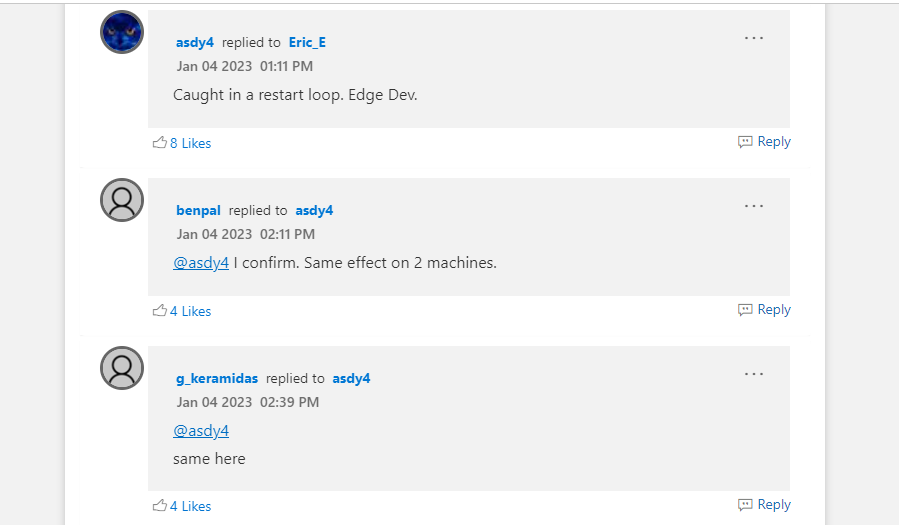 asdy4 replied to Eric_E
Jan 04 2023 01:11 PM
Caught in a restart loop. Edge Dev.
8 Likes
Reply
benpal replied to asdy4
Jan 04 2023 02:11 PM
@asdy4 I confirm. Same effect on 2 machines.
4 Likes
Reply
g_keramidas replied to asdy4
Jan 04 2023 02:39 PM
@asdy4
same here
4 Likes
Reply